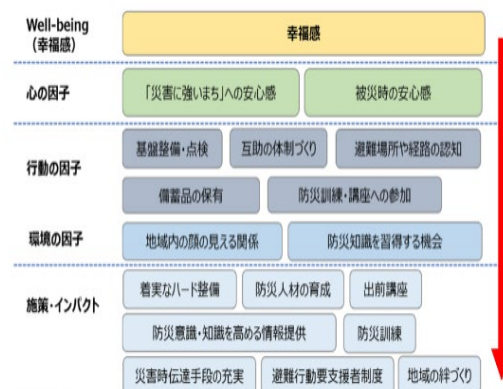 Well-being
(幸福感)
幸福感
心の因子
「災害に強いまち」への安心感
被災時の安心感
行動の因子
基盤整備・点検
互助の体制づくり
避難場所や経路の認知
備蓄品の保有
防災訓練・講座への参加
環境の因子
地域内の顔の見える関係
防災知識を習得する機会
施策・インパクト
着実なハード整備
防災人材の育成
出前講座
防災意識・知識を高める情報提供
防災訓練
災害時伝達手段の充実
避難行動要支援者制度
地域の絆づくり